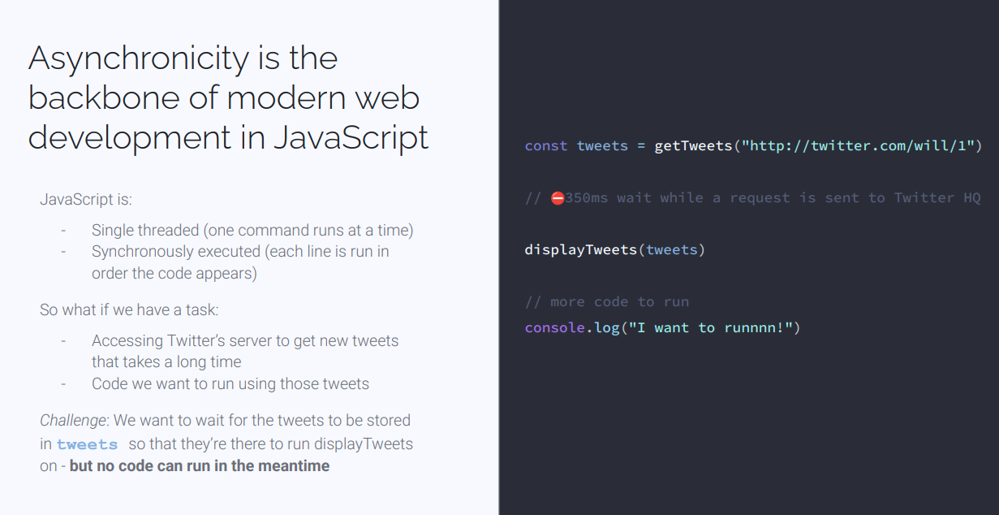 Asynchronicity is the
backbone of modern web
development in JavaScript
JavaScript is:
- Single threaded (one command runs at a time)
- Synchronously executed (each line is run in
order the code appears)
So what if we have a task:
- Accessing Twitter’s server to get new tweets
that takes a long time
- Code we want to run using those tweets
Challenge: We want to wait for the tweets to be stored
in tweets so that they’re there to run displayTweets
on - but no code can run in the meantime
const tweets = getTweets("http://twitter.com/will/1")
// ⛔350ms wait while a request is sent to Twitter HQ
displayTweets(tweets)
// more code to run
console.log("I want to runnnn!")